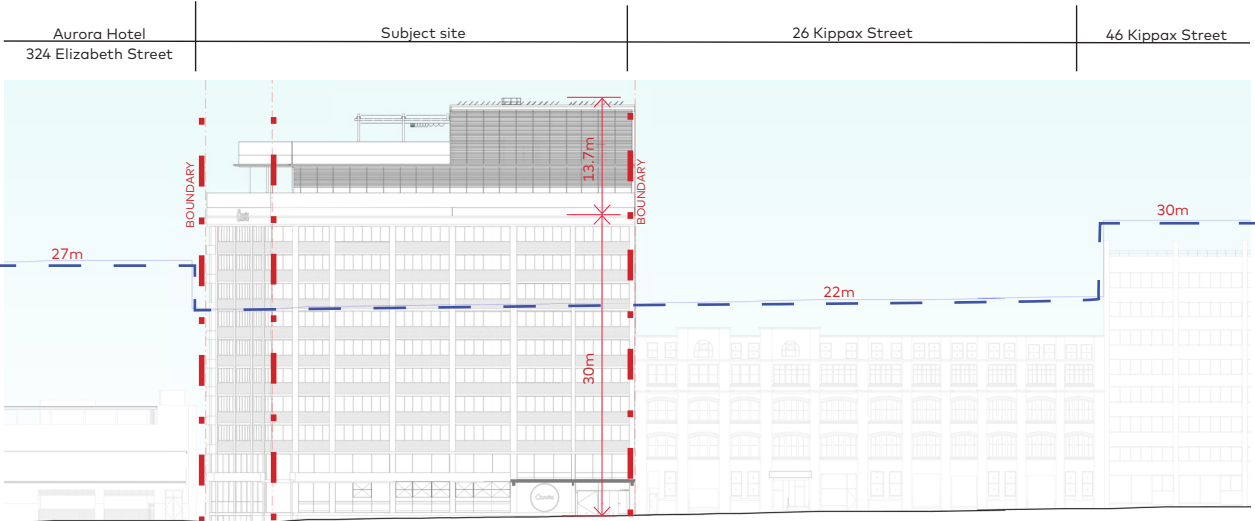 Aurora Hotel
324 Elizabeth Street
Subject site
26 Kippax Street
46 Kippax Street
BOUNDARY
13.7m
BOUNDARY
27m
30m
22m
30m